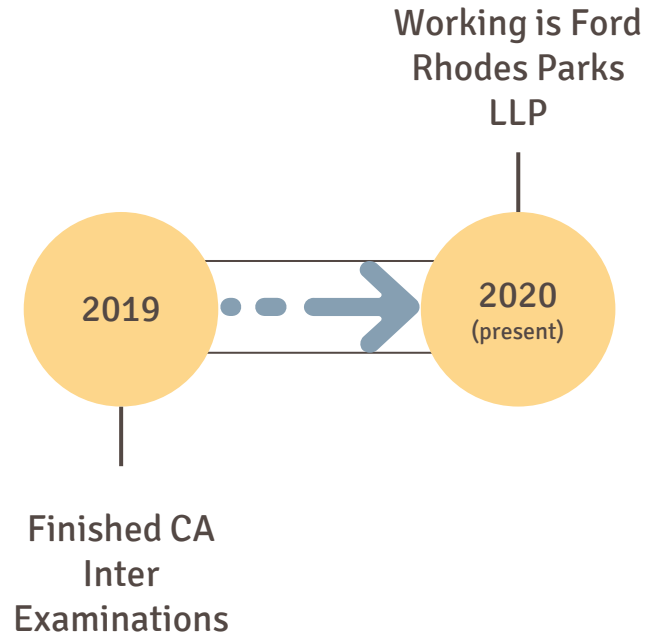 Working is Ford
Rhodes Parks
LLP
2019
2020
(present)
Finished CA
Inter
Examinations